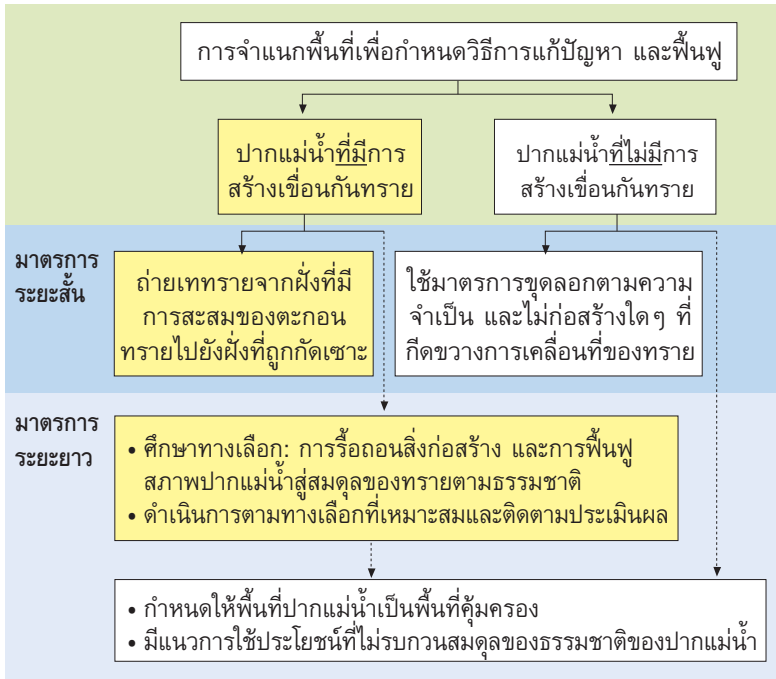 การจำแนกพื้นที่เพื่อกำหนดวิธีการแก้ปัญหา และฟื้นฟู
ปากแม่น้ำที่มีการ
สร้างเขื่อนกันทราย
ปากแม่น้ำที่ไม่มีการ
สร้างเขื่อนกันทราย
มาตรการ
ระยะสั้น
ถ่ายเททรายจากฝั่งที่มี
การสะสมของตะกอน
ทรายไปยังฝั่งที่ถูกกัดเซาะ
ใช้มาตรการขุดลอกตามความ
จำเป็น และไม่ก่อสร้างใดๆ ที่
กีดขวางการเคลื่อนที่ของทราย
มาตรการ
ระยะยาว
• ศึกษาทางเลือก: การรื้อถอนสิ่งก่อสร้าง และการฟื้นฟู
สภาพปากแม่น้ำสู่สมดุลของทรายตามธรรมชาติ
• ดำเนินการตามทางเลือกที่เหมาะสมและติดตามประเมินผล
• กำหนดให้พื้นที่ปากแม่น้ำเป็นพื้นที่คุ้มครอง
• มีแนวการใช้ประโยชน์ที่ไม่รบกวนสมดุลของธรรมชาติของปากแม่น้ำ